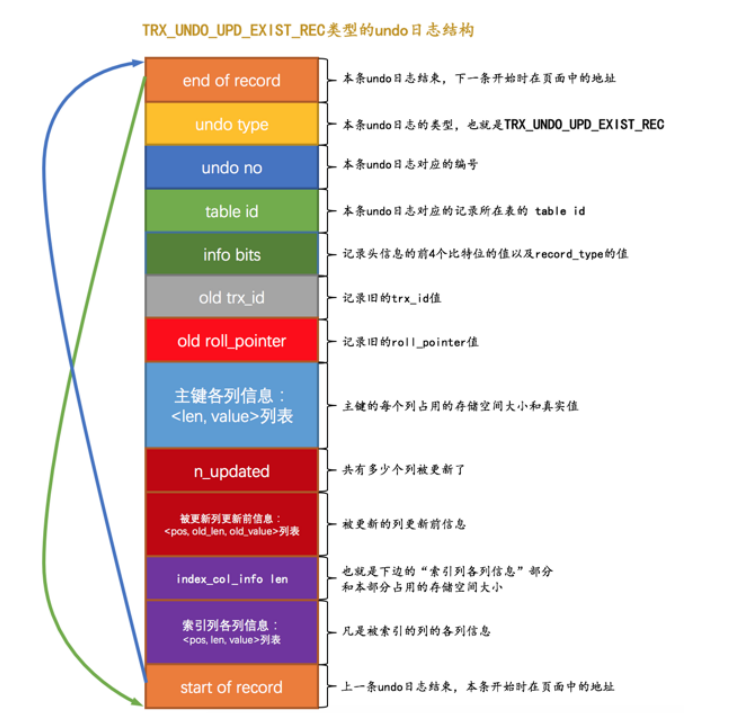 TRX_UNDO_UPD_EXIST_REC类型的undo日志结构
end of record
本条undo日志结束，下一条开始时在页面中的地址
undo type
本条undo日志的类型，也就是TRX_UNDO_UPD_EXIST_REC
undo no
本条undo日志对应的编号
table id
本条undo日志对应的记录所在表的 table id
info bits
记录头信息的前4个比特位的值以及record_type的值
old trx_id
记录旧的trx_id值
old roll_pointer
记录旧的roll_pointer值
主键各列信息：
<len, value>列表
主键的每个列占用的存储空间大小和真实值
n_updated
共有多少个列被更新了
被更新列更新前信息：
<pos, old_len, old_value>列表
被更新的列更新前信息
index_col_info len
也就是下边的“索引列各列信息”部分
和本部分占用的存储空间大小
索引列各列信息：
<pos, len, value>列表
凡是被索引的列的各列信息
start of record
上一条undo日志结束，本条开始时在页面中的地址